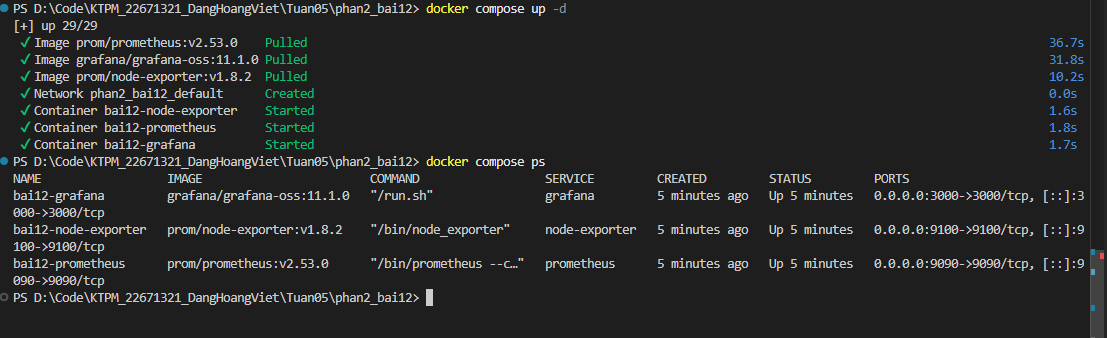 PS D:\Code\KTPM_22671321_DangHoangViet\Tuan05\phan2_bai12> docker compose up -d
[+] up 29/29
✓ Image prom/prometheus:v2.53.0 Pulled 36.7s
✓ Image grafana/grafana-oss:11.1.0 Pulled 31.8s
✓ Image prom/node-exporter:v1.8.2 Pulled 10.2s
✓ Network phan2_bai12_default Created 0.0s
✓ Container bai12-node-exporter Started 1.6s
✓ Container bai12-prometheus Started 1.8s
✓ Container bai12-grafana Started 1.7s
PS D:\Code\KTPM_22671321_DangHoangViet\Tuan05\phan2_bai12> docker compose ps
NAME IMAGE COMMAND SERVICE CREATED STATUS PORTS
bai12-grafana grafana/grafana-oss:11.1.0 "/run.sh" grafana 5 minutes ago Up 5 minutes 0.0.0.0:3000->3000/tcp, [::]:3
000->3000/tcp
bai12-node-exporter prom/node-exporter:v1.8.2 "/bin/node_exporter" node-exporter 5 minutes ago Up 5 minutes 0.0.0.0:9100->9100/tcp, [::]:9
100->9100/tcp
bai12-prometheus prom/prometheus:v2.53.0 "/bin/prometheus --c…" prometheus 5 minutes ago Up 5 minutes 0.0.0.0:9090->9090/tcp, [::]:9
090->9090/tcp
PS D:\Code\KTPM_22671321_DangHoangViet\Tuan05\phan2_bai12>